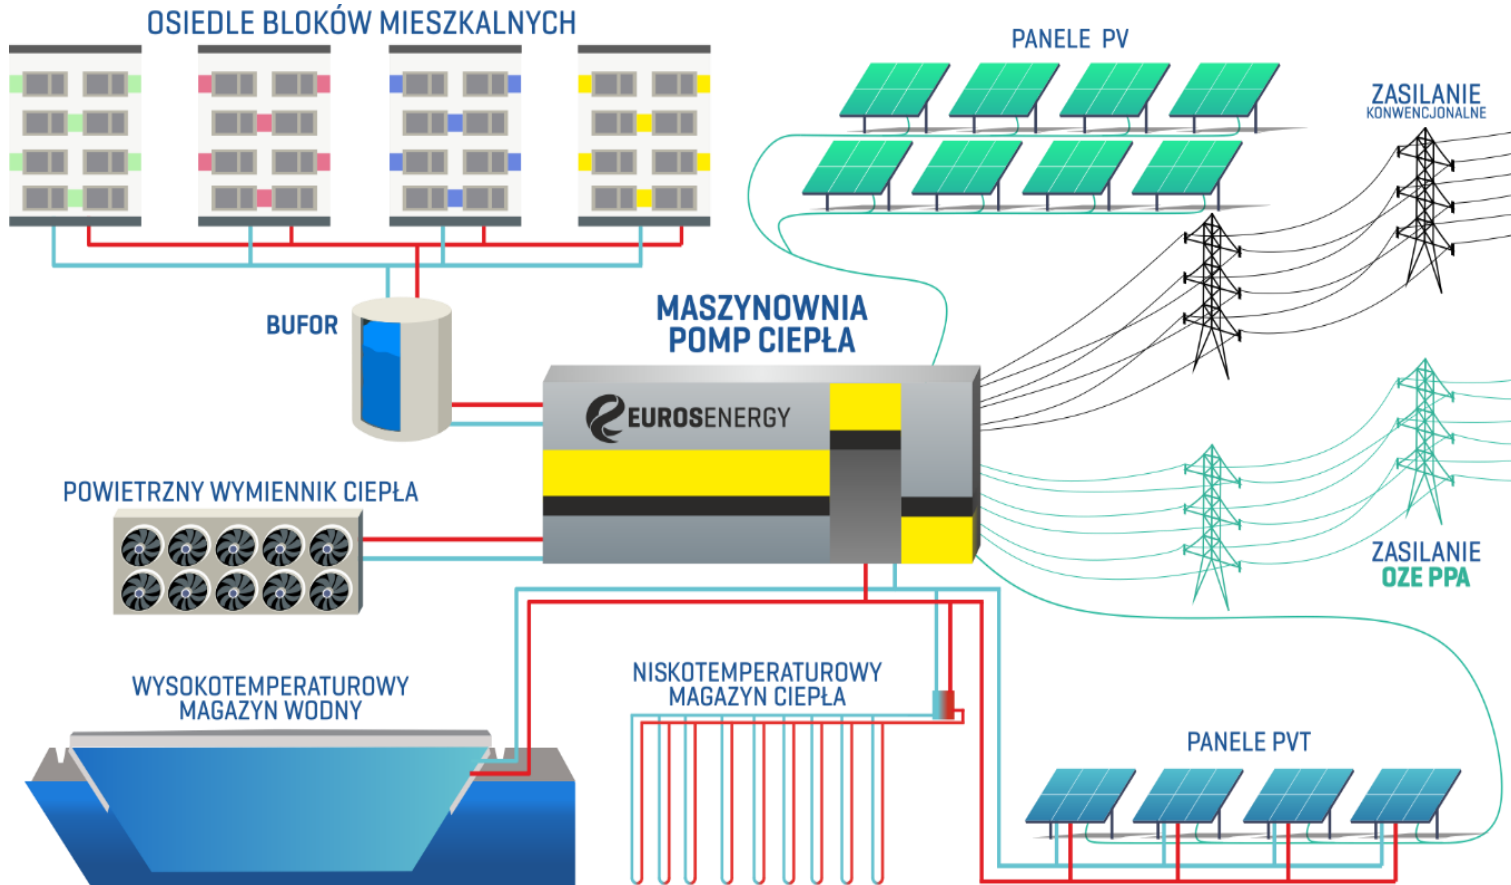 OSIEDLE BLOKÓW MIESZKALNYCH
PANELE PV
ZASILANIE
KONWENCJONALNE
BUFOR
MASZYNOWNIA
POMP CIEPŁA
EUROSENERGY
POWIETRZNY WYMIENNIK CIEPŁA
ZASILANIE
OZE PPA
WYSOKOTEMPERATUROWY
MAGAZYN WODNY
NISKOTEMPERATUROWY
MAGAZYN CIEPŁA
PANELE PVT